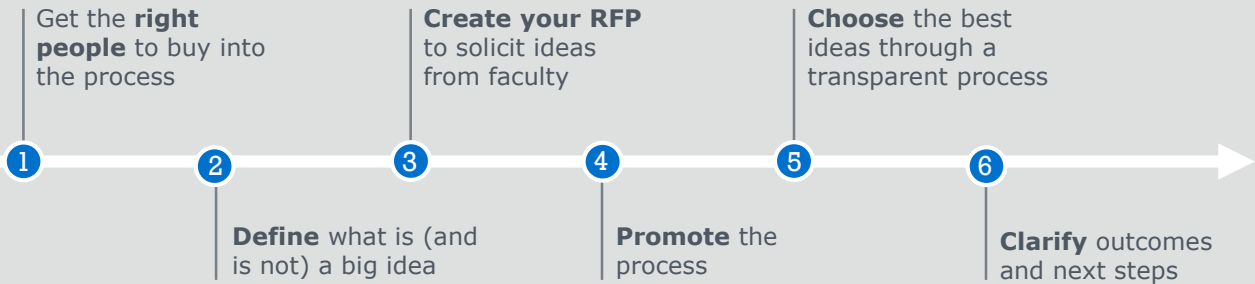 Get the right
people to buy into
the process
Create your RFP
to solicit ideas
from faculty
Choose the best
ideas through a
transparent process
1
2
3
4
5
6
Define what is (and
is not) a big idea
Promote the
process
Clarify outcomes
and next steps